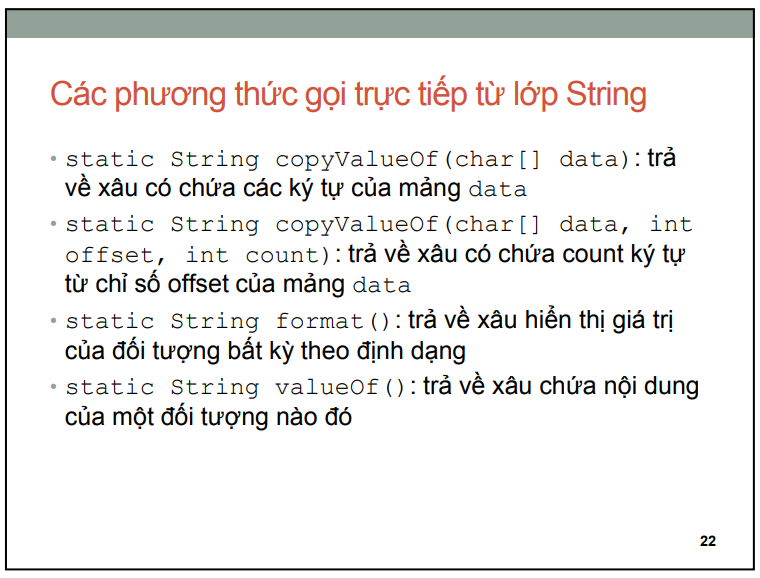 Các phương thức gọi trực tiếp từ lớp String
• static String copyValueOf(char[] data): trả
về xâu có chứa các ký tự của mảng data
• static String copyValueOf(char[] data, int
offset, int count): trả về xâu có chứa count ký tự
từ chỉ số offset của mảng data
• static String format(): trả về xâu hiển thị giá trị
của đối tượng bất kỳ theo định dạng
• static String valueOf(): trả về xâu chứa nội dung
của một đối tượng nào đó
22